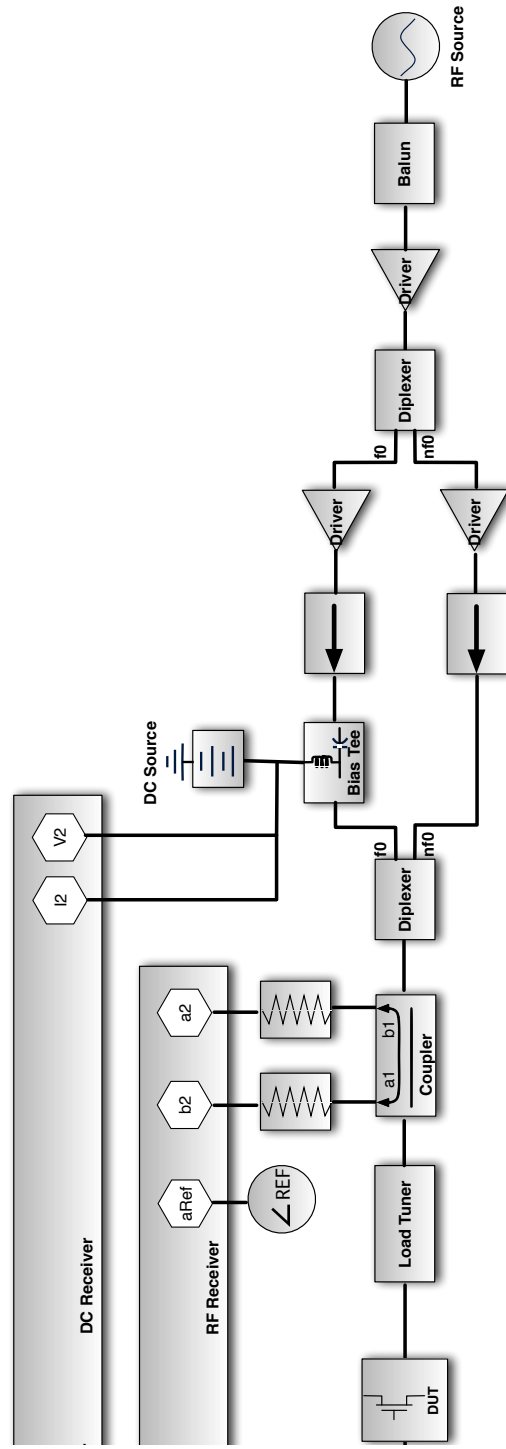 RF Source
Balun
Driver
Diplexer
f0
nf0
Driver
Driver
DC Source
Bias Tee
V2
I2
f0
nf0
Diplexer
a2
b1
a1
Coupler
b2
aRef
REF
Load Tuner
DC Receiver
RF Receiver
DUT